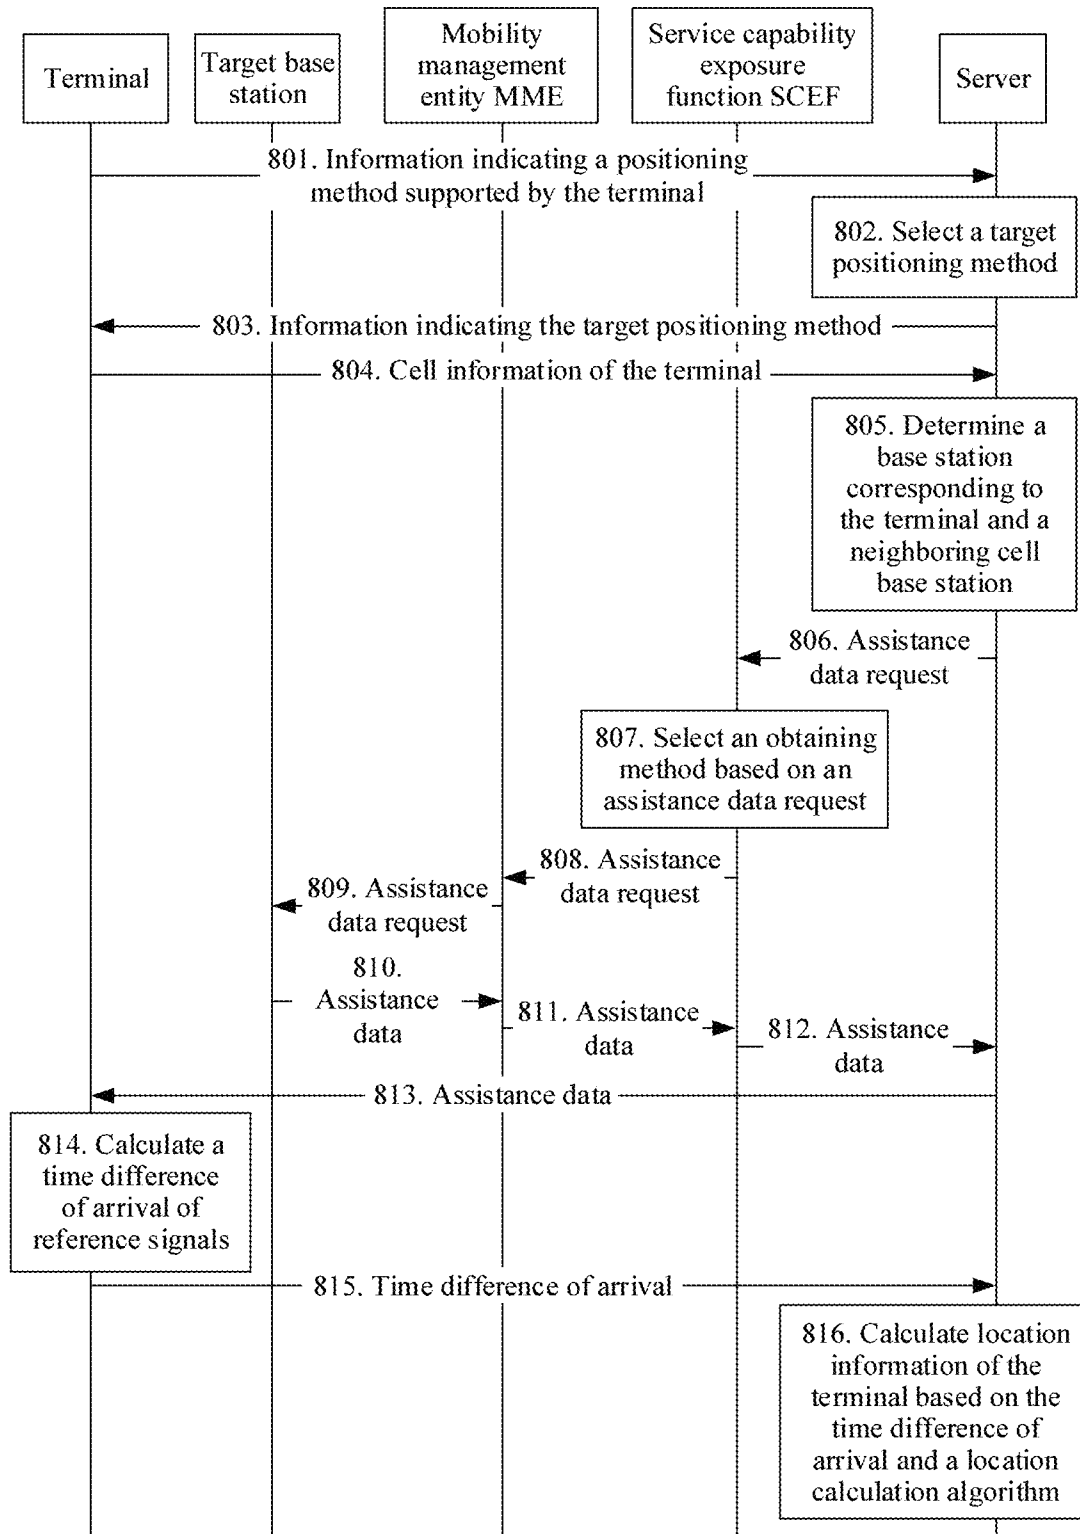 Terminal
Target base
station
Mobility
management
entity MME
Service capability
exposure
function SCEF
Server
801. Information indicating a positioning
method supported by the terminal
802. Select a target
positioning method
803. Information indicating the target positioning method
804. Cell information of the terminal
805. Determine a
base station
corresponding to
the terminal and a
neighboring cell
base station
806. Assistance
data request
807. Select an obtaining
method based on an
assistance data request
808. Assistance
data request
809. Assistance
data request
810.
Assistance
data
811. Assistance
data
812. Assistance
data
813. Assistance data
814. Calculate a
time difference
of arrival of
reference signals
815. Time difference of arrival
816. Calculate location
information of the
terminal based on the
time difference of
arrival and a location
calculation algorithm